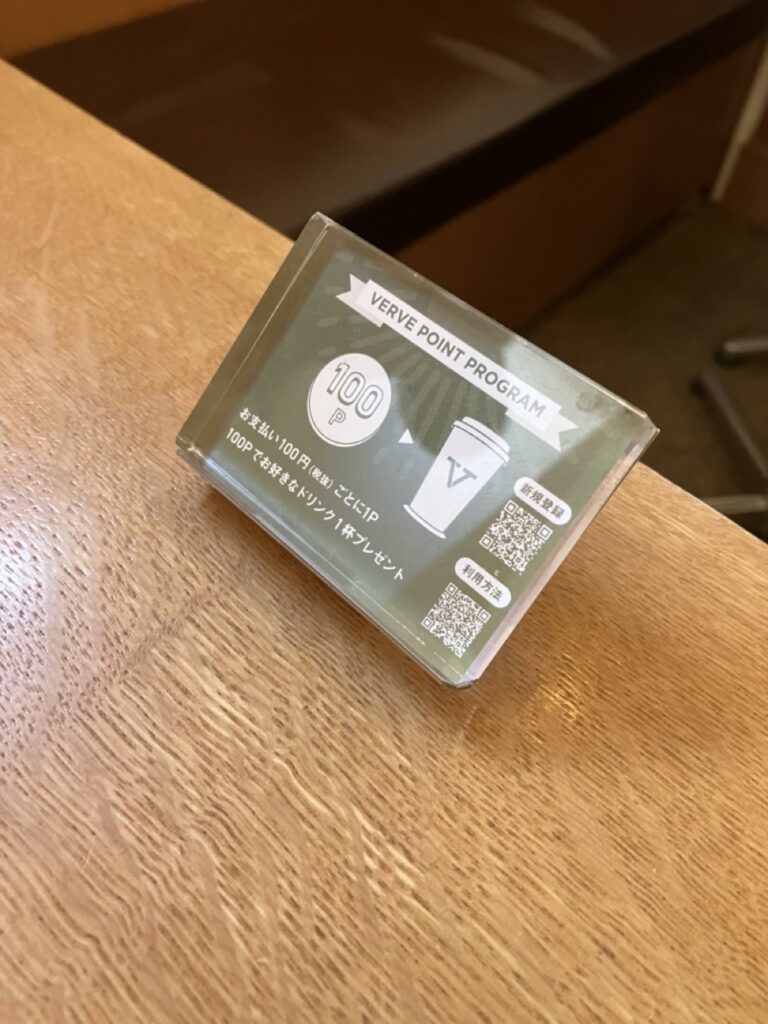 VERVE POINT PROGRAM
100
P
V
お支払い100円(税抜)ごとに1P
100Pでお好きなドリンク1杯プレゼント
新規登録
利用方法